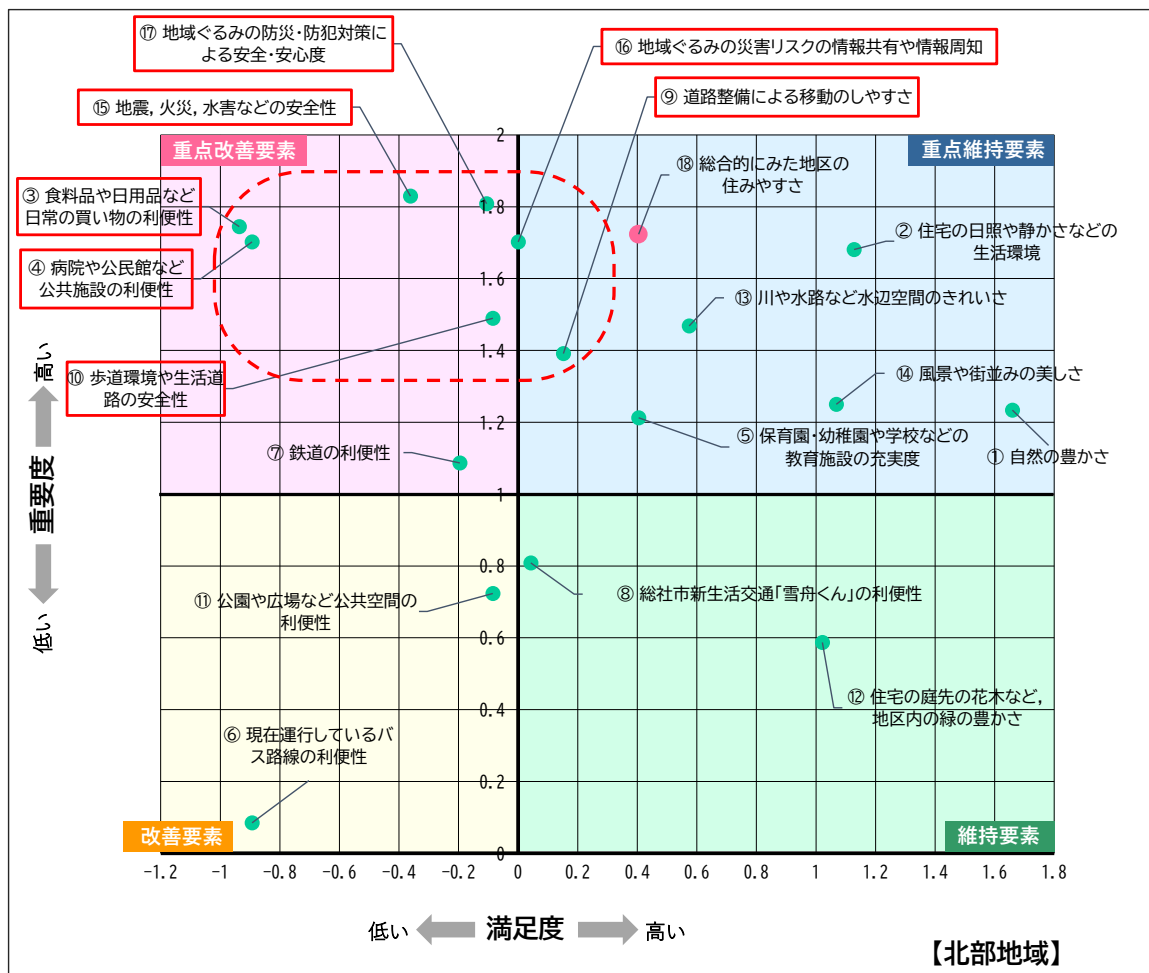 ⑰ 地域ぐるみの防災・防犯対策に
よる安全・安心度
⑯ 地域ぐるみの災害リスクの情報共有や情報周知
⑮ 地震，火災，水害などの安全性
⑨ 道路整備による移動のしやすさ
重点改善要素
重点維持要素
⑱ 総合的にみた地区の
住みやすさ
③ 食料品や日用品など
日常の買い物の利便性
② 住宅の日照や静かさなどの
生活環境
④ 病院や公民館など
公共施設の利便性
⑬ 川や水路など水辺空間のきれいさ
⑩ 歩道環境や生活道
路の安全性
⑭ 風景や街並みの美しさ
⑦ 鉄道の利便性
⑤ 保育園・幼稚園や学校などの
教育施設の充実度
① 自然の豊かさ
⑪ 公園や広場など公共空間の
利便性
⑧ 総社市新生活交通「雪舟くん」の利便性
⑫ 住宅の庭先の花木など，
地区内の緑の豊かさ
⑥ 現在運行しているバ
ス路線の利便性
改善要素
維持要素
2
1.8
1.6
1.4
1.2
1
0.8
0.6
0.4
0.2
0
-1.2 -1 -0.8 -0.6 -0.4 -0.2 0 0.2 0.4 0.6 0.8 1 1.2 1.4 1.6 1.8
高い
重要度
低い
低い 満足度 高い
【北部地域】